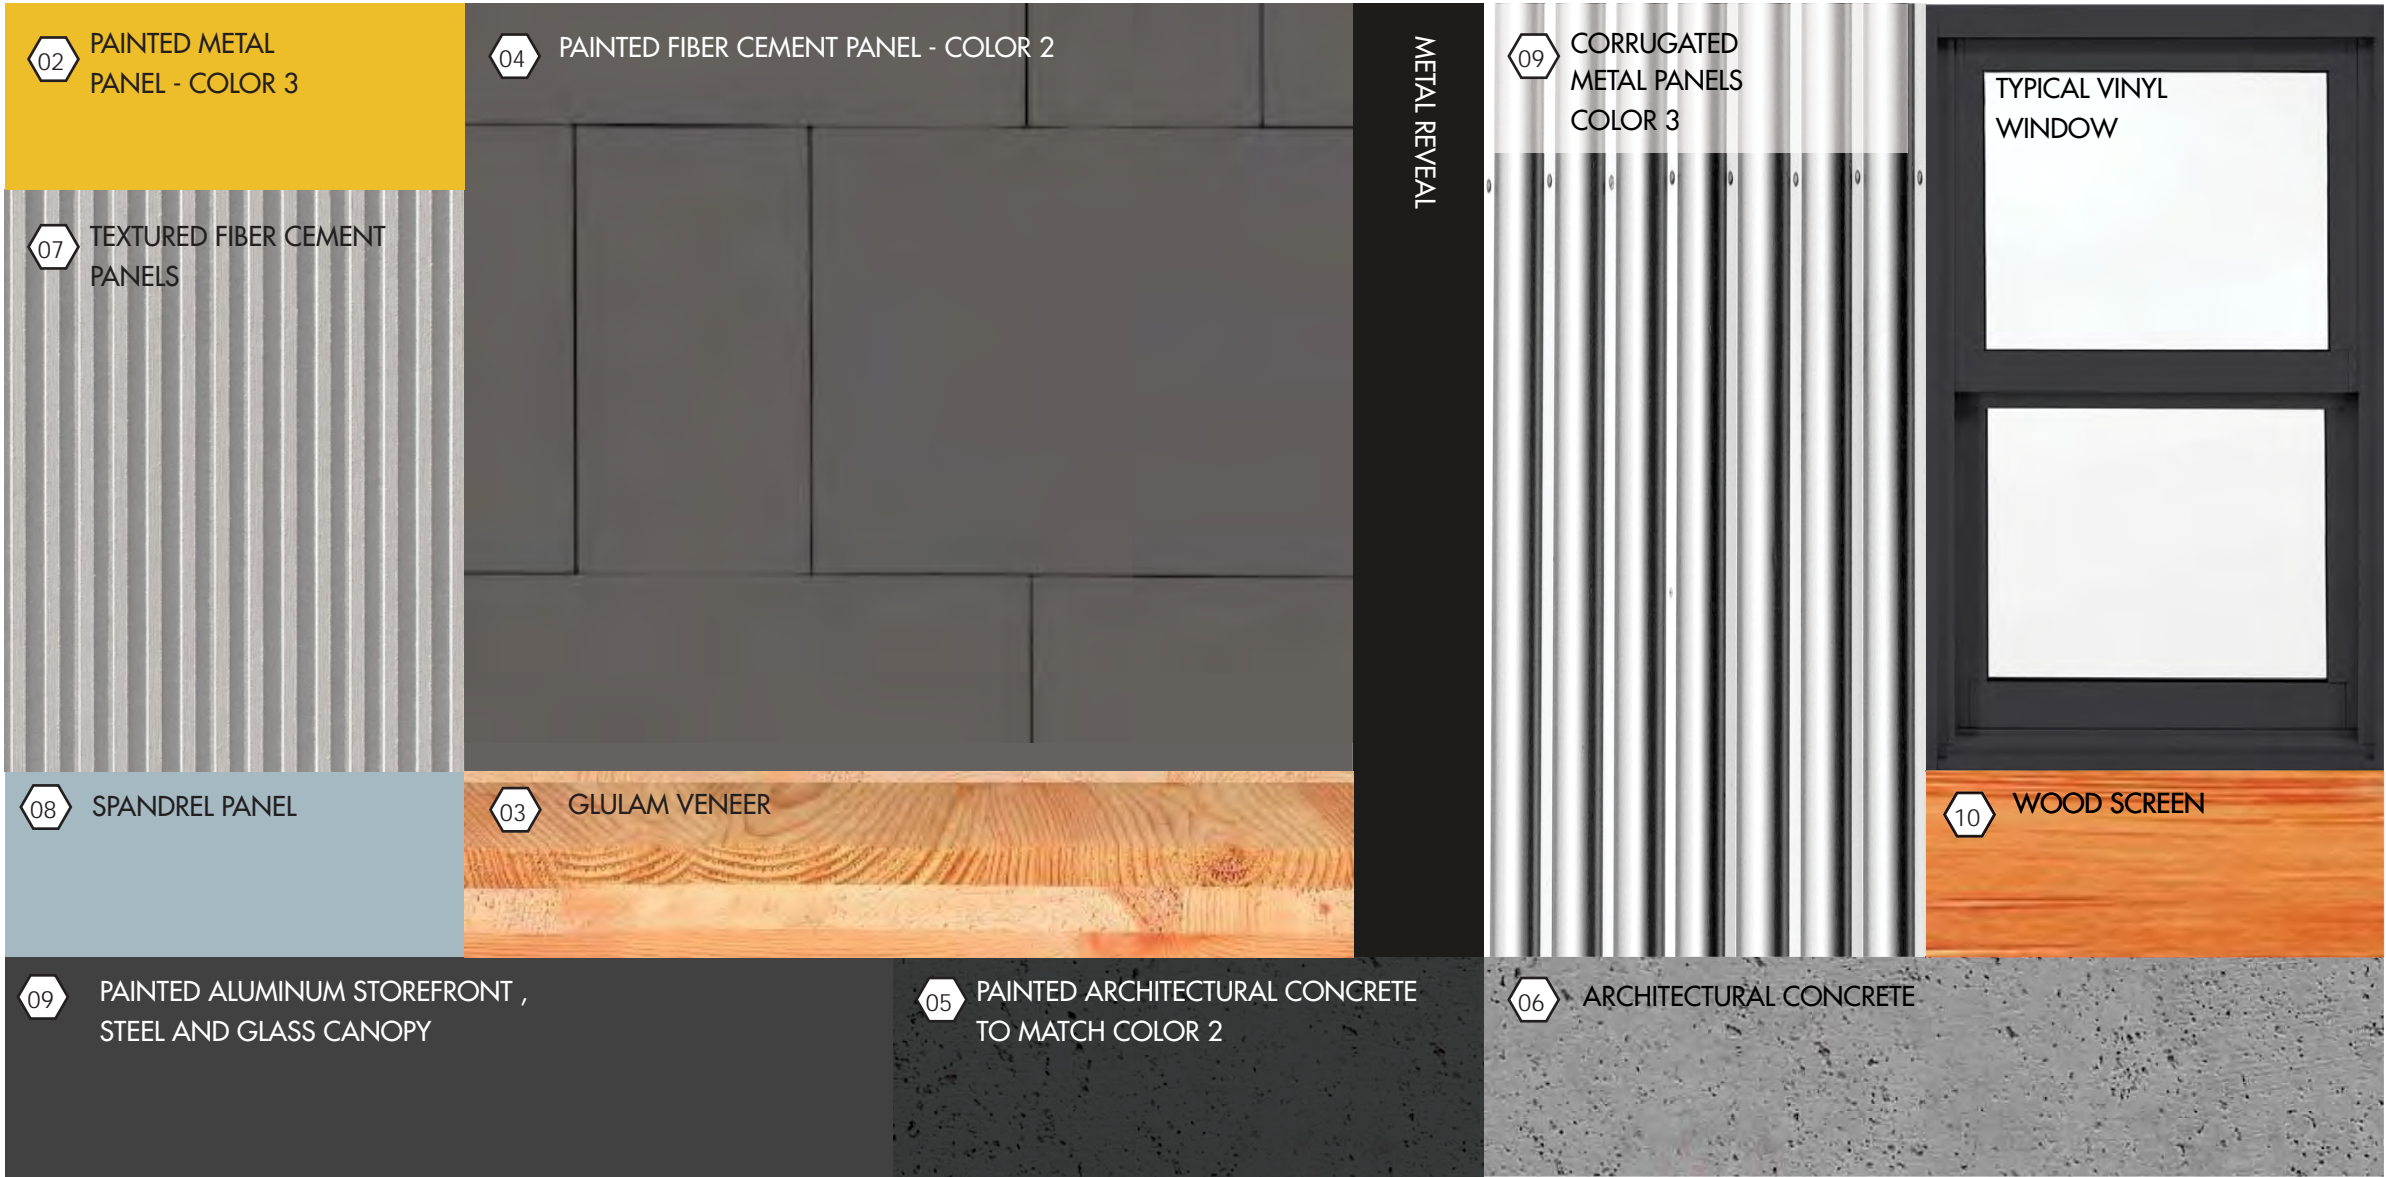 02
PAINTED METAL
PANEL - COLOR 3
04
PAINTED FIBER CEMENT PANEL - COLOR 2
METAL REVEAL
09
CORRUGATED
METAL PANELS
COLOR 3
TYPICAL VINYL
WINDOW
07
TEXTURED FIBER CEMENT
PANELS
08
SPANDREL PANEL
03
GLULAM VENEER
10
WOOD SCREEN
09
PAINTED ALUMINUM STOREFRONT ,
STEEL AND GLASS CANOPY
05
PAINTED ARCHITECTURAL CONCRETE
TO MATCH COLOR 2
06
ARCHITECTURAL CONCRETE